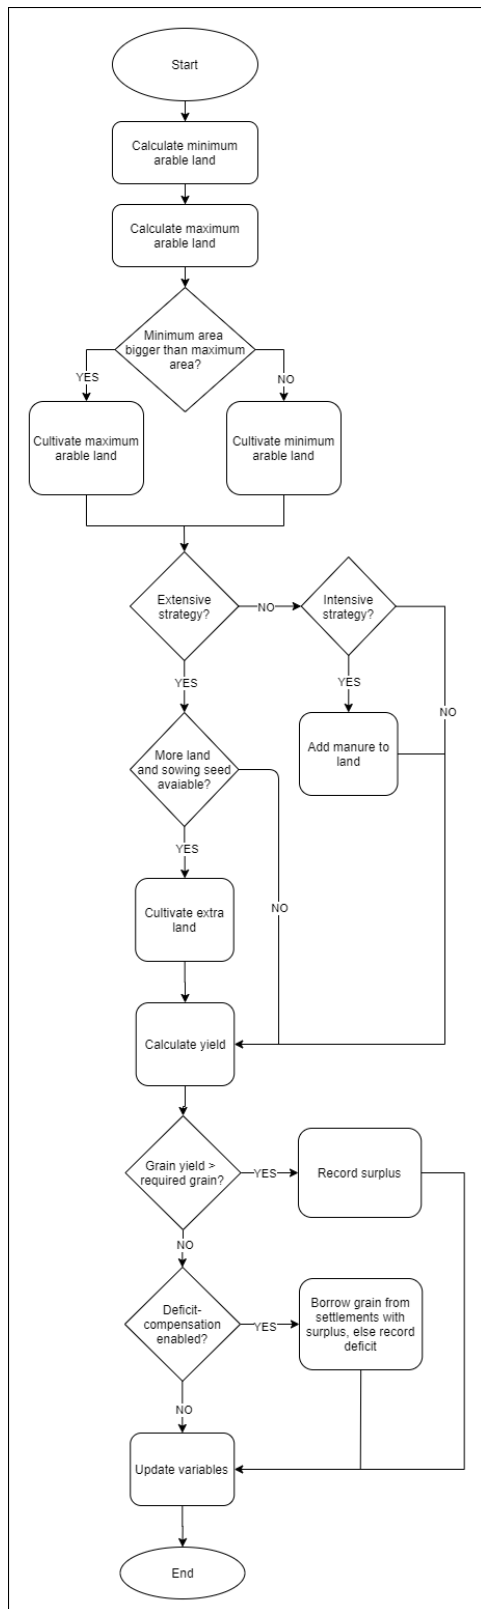 Start
Calculate minimum
arable land
Calculate maximum
arable land
Minimum area
bigger than maximum
area?
YES
NO
Cultivate maximum
arable land
Cultivate minimum
arable land
Extensive
strategy?
NO
Intensive
strategy?
YES
YES
NO
More land
and sowing seed
avaiable?
Add manure to
land
YES
Cultivate extra
land
NO
Calculate yield
Grain yield >
required grain?
YES
Record surplus
NO
Deficit-
compensation
enabled?
YES
Borrow grain from
settlements with
surplus, else record
deficit
NO
Update variables
End